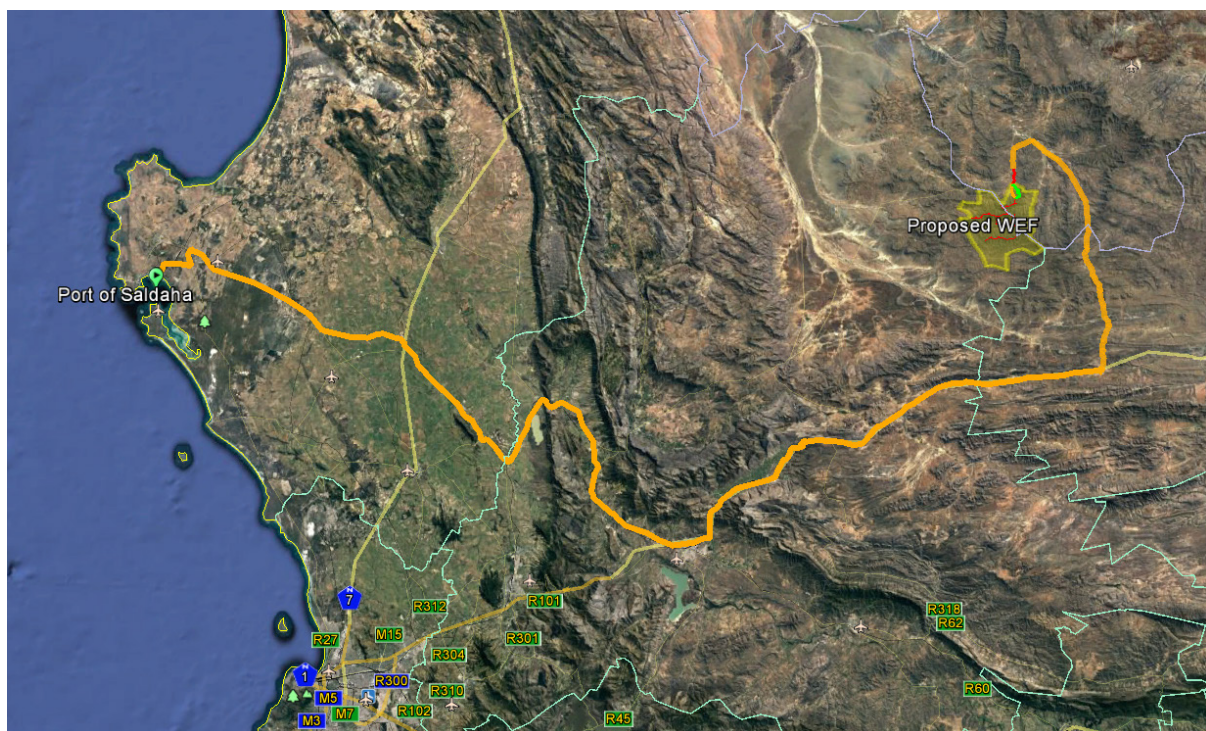 Proposed WEF
Port of Saldaha
N
7
R312
R101
R318
R62
R27
M15
R301
R304
N
1
R300
M5
R310
R60
M7
R102
M3
R45